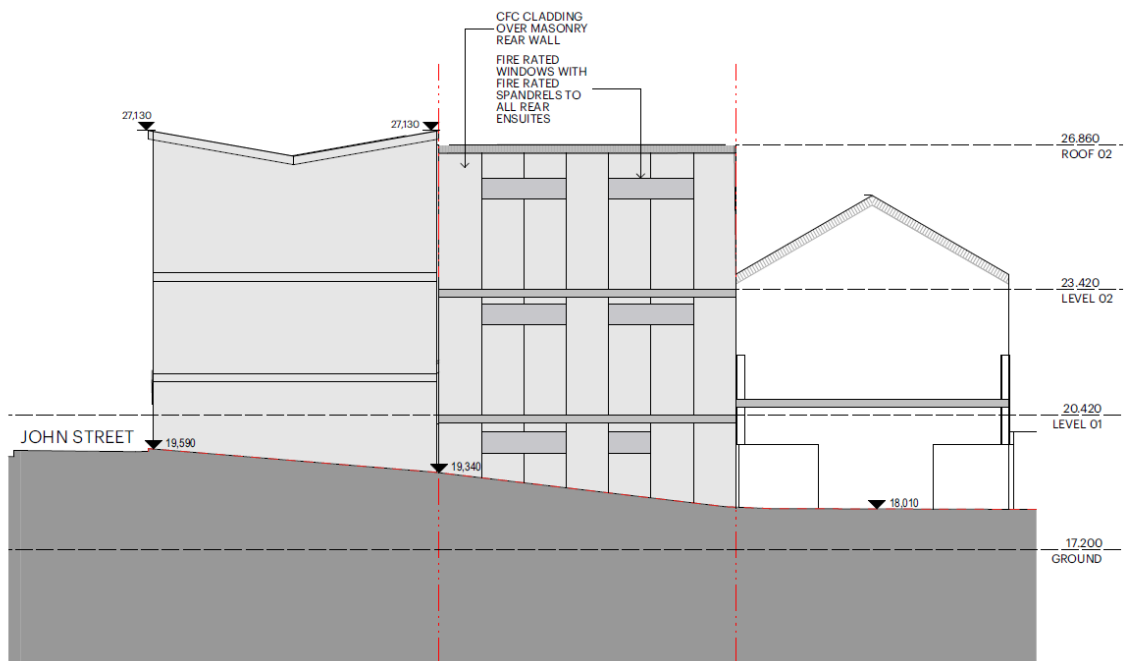 CFC CLADDING
OVER MASONRY
REAR WALL
FIRE RATED
WINDOWS WITH
FIRE RATED
SPANDRELS TO
ALL REAR
ENSUITES
27,130
27,130
26.860
ROOF 02
23.420
LEVEL 02
20.420
LEVEL 01
JOHN STREET
19,590
19,340
18,010
17.200
GROUND